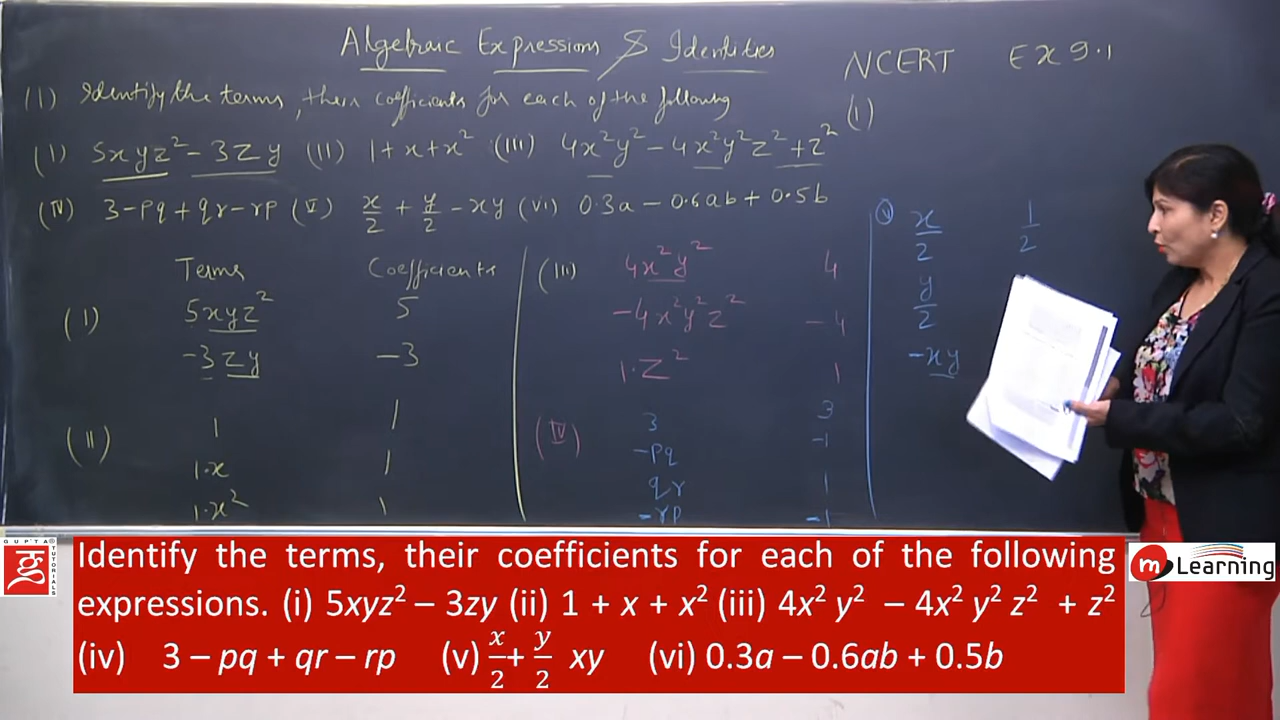 Algebraic Expressions & Identities
NCERT Ex 9.1
(1) Identify the terms, their coefficients for each of the following
(1)
(I) 5xyz² - 3zy (II) 1 + x + x² (III) 4x²y² - 4x²y²z² + z²
(IV) 3 - pq + qr - rp (V) x/2 + y/2 - xy (vi) 0.3a - 0.6ab + 0.5b
Terms Coefficients
(I) 5xyz² 5
-3zy -3
(II) 1 1
1·x 1
1·x² 1
(III) 4x²y² 4
-4x²y²z² -4
1·z² 1
(IV) 3 3
-pq -1
qr 1
-rp -1
(V) x/2 1/2
y/2
-xy
GUPTA TUTORIALS
Identify the terms, their coefficients for each of the following
expressions. (i) 5xyz² – 3zy (ii) 1 + x + x² (iii) 4x² y² – 4x² y² z² + z²
(iv) 3 – pq + qr – rp (v) x/2 + y/2 xy (vi) 0.3a – 0.6ab + 0.5b
m Learning